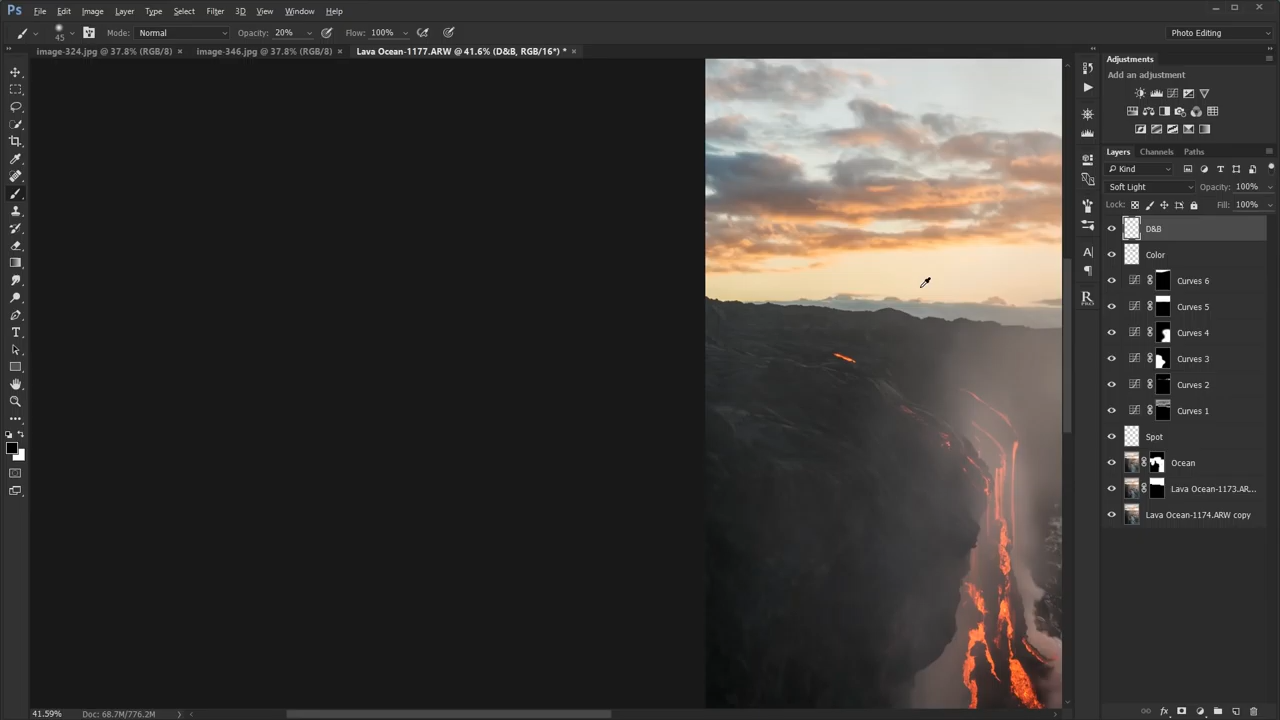 Ps File Edit Image Layer Type Select Filter 3D View Window Help
45 Mode: Normal Opacity: 20% Flow: 100% Photo Editing
image-324.jpg @ 37.8% (RGB/8) × image-346.jpg @ 37.8% (RGB/8) × Lava Ocean-1177.ARW @ 41.6% (D&B, RGB/16*) * ×
Adjustments
Add an adjustment
Layers Channels Paths
Kind
Soft Light Opacity: 100%
Lock: Fill: 100%
D&B
Color
Curves 6
Curves 5
Curves 4
Curves 3
Curves 2
Curves 1
Spot
Ocean
Lava Ocean-1173.AR...
Lava Ocean-1174.ARW copy
41.59% Doc: 68.7M/776.2M